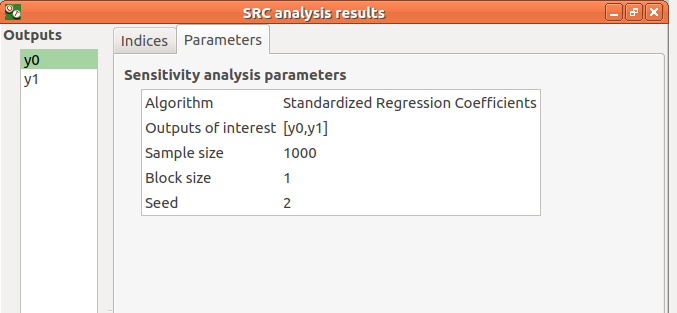 SRC analysis results
Outputs
y0
y1
Indices
Parameters
Sensitivity analysis parameters
Algorithm Standardized Regression Coefficients
Outputs of interest [y0,y1]
Sample size 1000
Block size 1
Seed 2